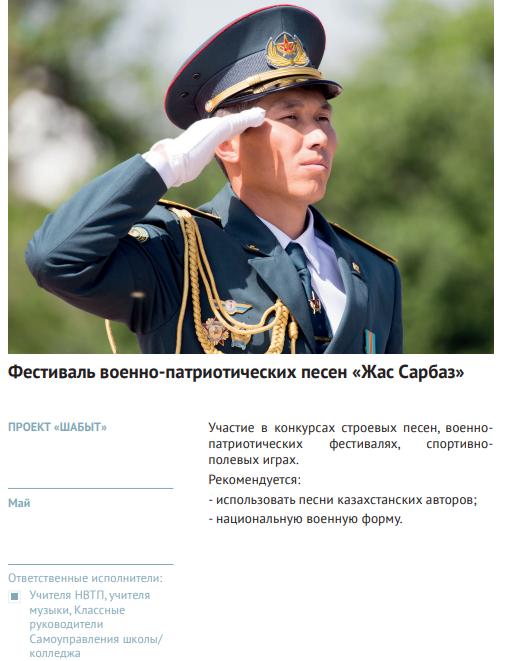 Фестиваль военно-патриотических песен «Жас Сарбаз»
ПРОЕКТ «ШАБЫТ»
Май
Ответственные исполнители:
Учителя НВТП, учителя
музыки, Классные
руководители
Самоуправления школы/
колледжа
Участие в конкурсах строевых песен, военно-
патриотических фестивалях, спортивно-
полевых играх.
Рекомендуется:
- использовать песни казахстанских авторов;
- национальную военную форму.